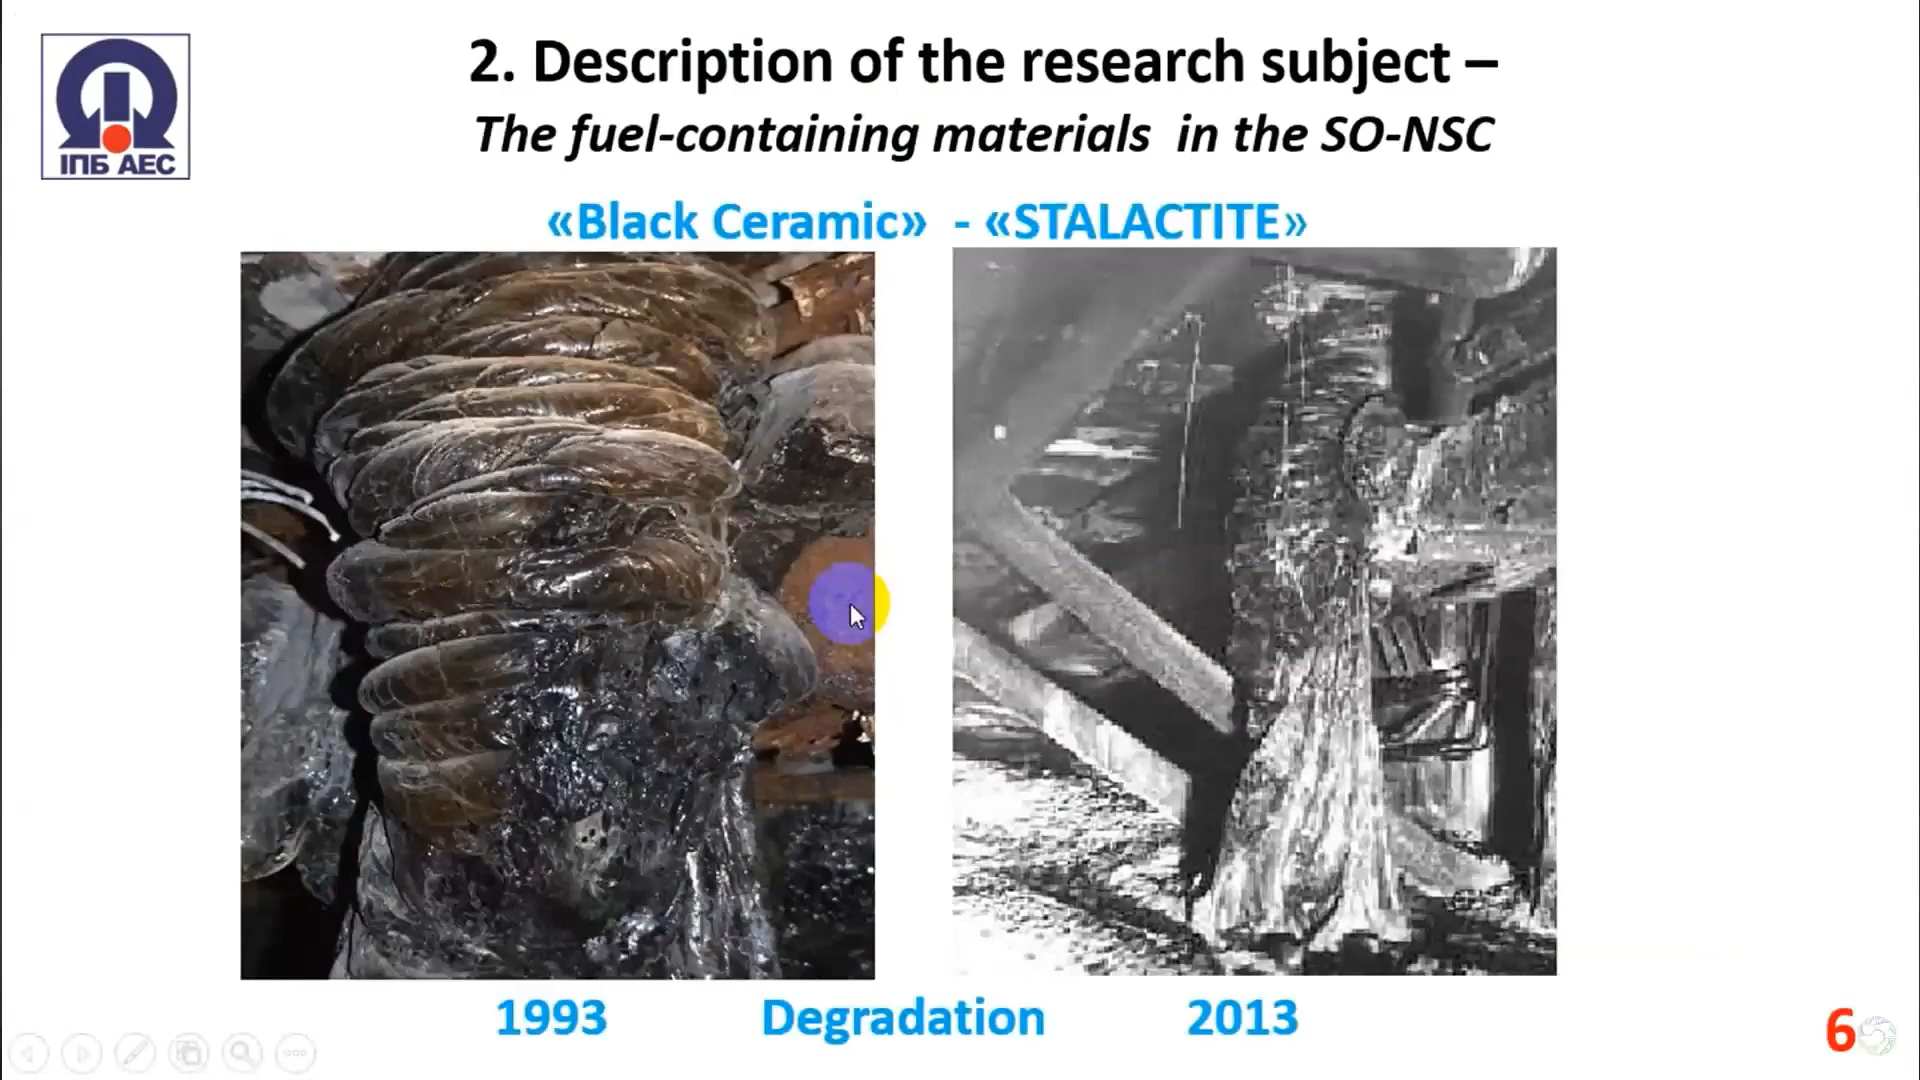 2. Description of the research subject –
The fuel-containing materials in the SO-NSC
ІПБ АЕС
«Black Ceramic» - «STALACTITE»
1993 Degradation 2013
6